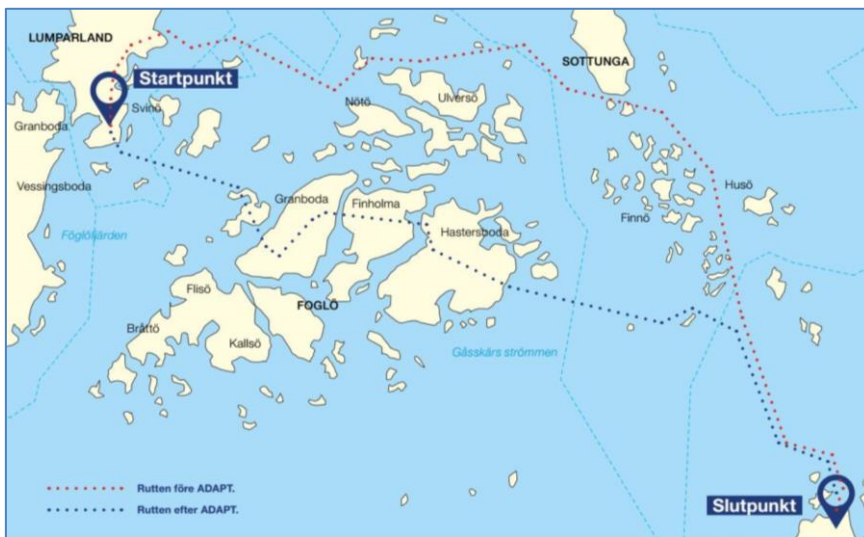 LUMPARLAND
SOTTUNGA
Startpunkt
Svinö
Nötö
Ulversö
Granboda
Vessingsboda
Granboda
Finholma
Husö
Finnö
Hastersboda
Föglöfjärden
Flisö
FOGLÖ
Bråttö
Kallsö
Gåsskärs strömmen
Rutten före ADAPT.
Rutten efter ADAPT.
Slutpunkt